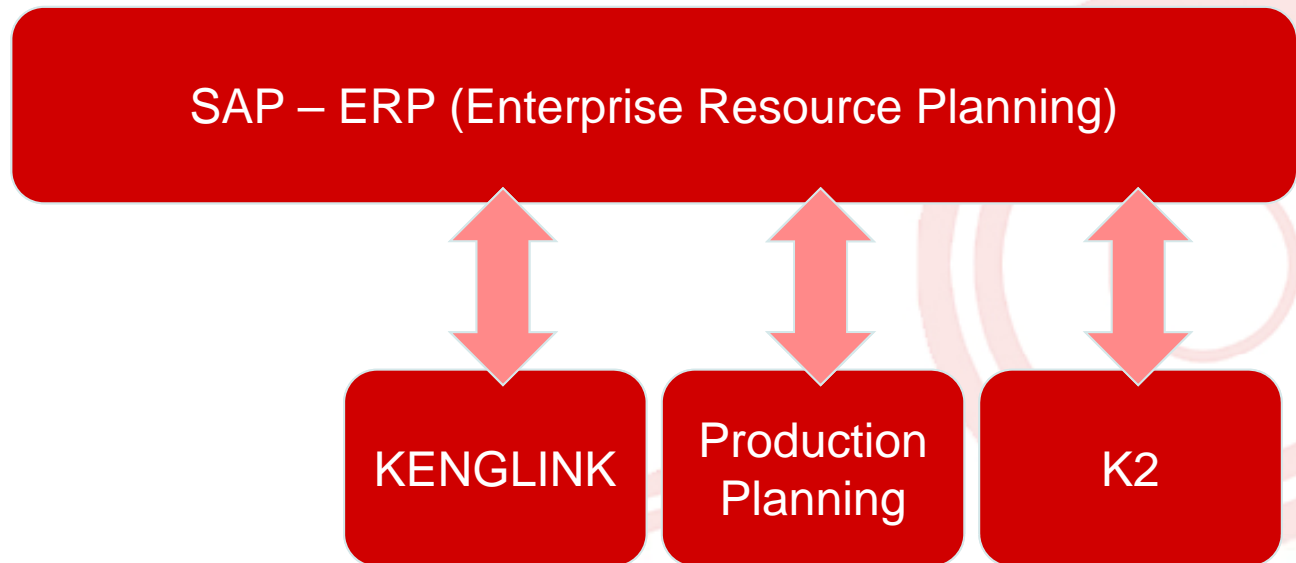 SAP – ERP (Enterprise Resource Planning)
KENGLINK
Production
Planning
K2